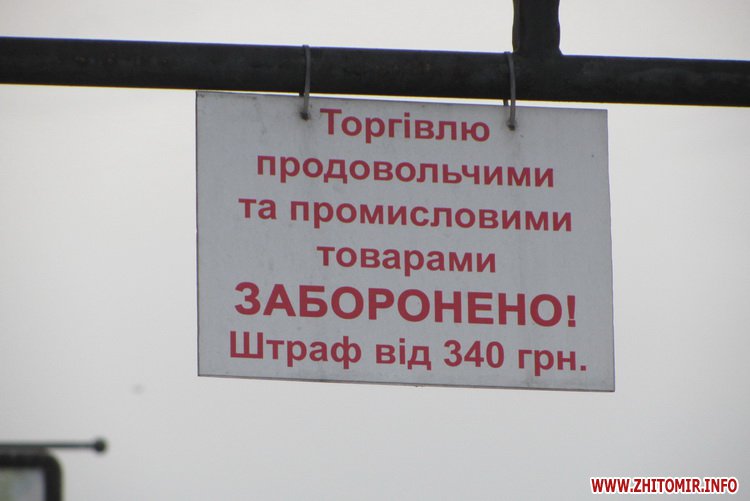 Торгівлю
продовольчими
та промисловими
товарами
ЗАБОРОНЕНО!
Штраф від 340 грн.
WWW.ZHITOMIR.INFO